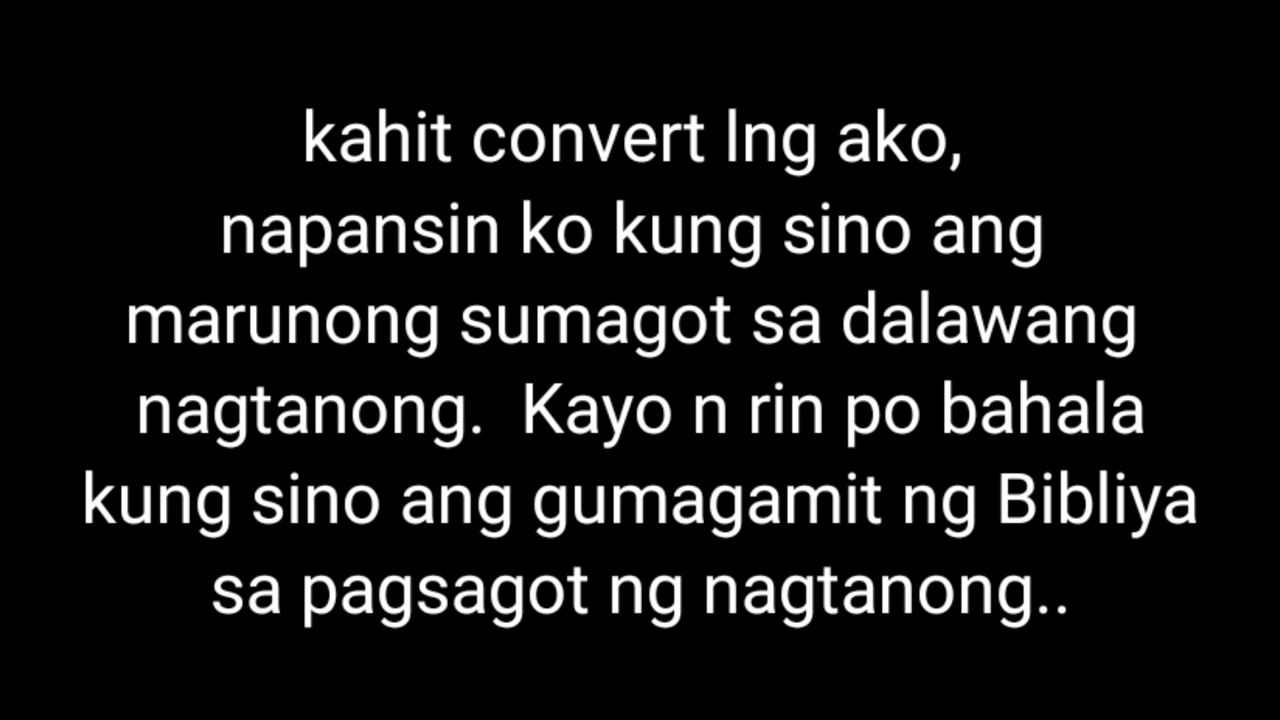 kahit convert lng ako,
napansin ko kung sino ang
marunong sumagot sa dalawang
nagtanong.  Kayo n rin po bahala
kung sino ang gumagamit ng Bibliya
sa pagsagot ng nagtanong..